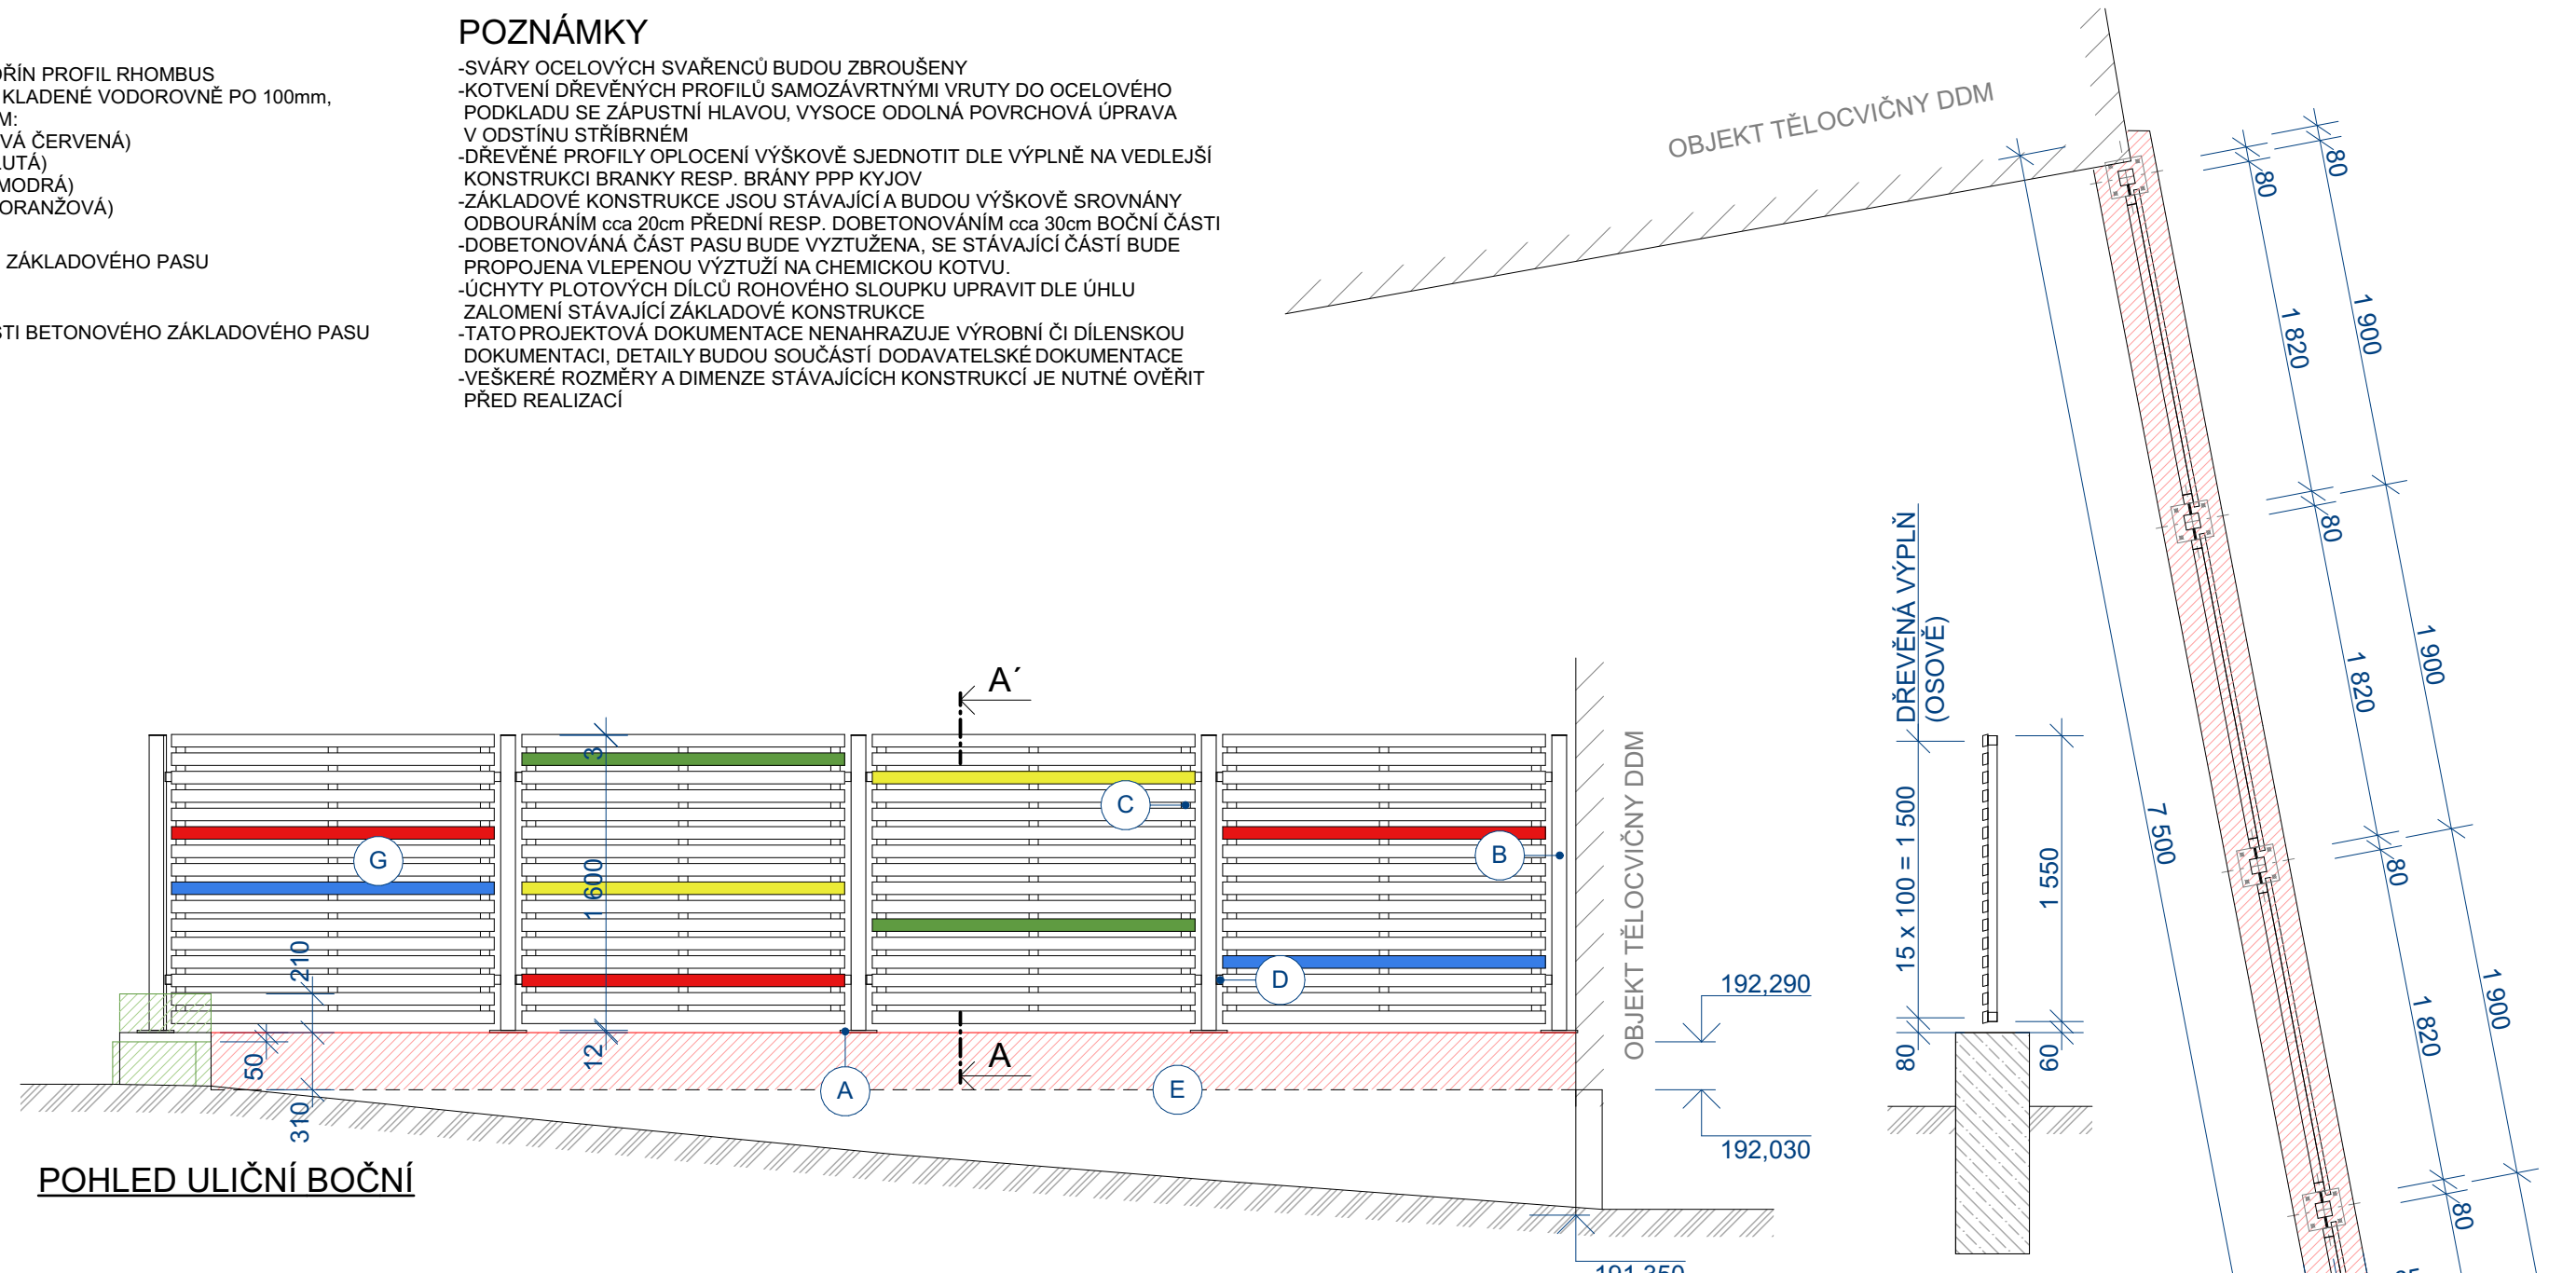 POZNÁMKY
ŘÍN PROFIL RHOMBUS
KLADENÉ VODOROVNĚ PO 100mm,
M:
VÁ ČERVENÁ)
LUTÁ)
MODRÁ)
ORANŽOVÁ)
ZÁKLADOVÉHO PASU
STI BETONOVÉHO ZÁKLADOVÉHO PASU
-SVÁRY OCELOVÝCH SVAŘENCŮ BUDOU ZBROUŠENY
-KOTVENÍ DŘEVĚNÝCH PROFILŮ SAMOZÁVRTNÝMI VRUTY DO OCELOVÉHO
PODKLADU SE ZÁPUSTNÍ HLAVOU, VYSOCE ODOLNÁ POVRCHOVÁ ÚPRAVA
V ODSTÍNU STŘÍBRNÉM
-DŘEVĚNÉ PROFILY OPLOCENÍ VÝŠKOVĚ SJEDNOTIT DLE VÝPLNĚ NA VEDLEJŠÍ
KONSTRUKCI BRANKY RESP. BRÁNY PPP KYJOV
-ZÁKLADOVÉ KONSTRUKCE JSOU STÁVAJÍCÍ A BUDOU VÝŠKOVĚ SROVNÁNY
ODBOURÁNÍM cca 20cm PŘEDNÍ RESP. DOBETONOVÁNÍM cca 30cm BOČNÍ ČÁSTI
-DOBETONOVÁNÁ ČÁST PASU BUDE VYZTUŽENA, SE STÁVAJÍCÍ ČÁSTÍ BUDE
PROPOJENA VLEPENOU VÝZTUŽÍ NA CHEMICKOU KOTVU.
-ÚCHYTY PLOTOVÝCH DÍLCŮ ROHOVÉHO SLOUPKU UPRAVIT DLE ÚHLU
ZALOMENÍ STÁVAJÍCÍ ZÁKLADOVÉ KONSTRUKCE
-TATO PROJEKTOVÁ DOKUMENTACE NENAHRAZUJE VÝROBNÍ ČI DÍLENSKOU
DOKUMENTACI, DETAILY BUDOU SOUČÁSTÍ DODAVATELSKÉ DOKUMENTACE
-VEŠKERÉ ROZMĚRY A DIMENZE STÁVAJÍCÍCH KONSTRUKCÍ JE NUTNÉ OVĚŘIT
PŘED REALIZACÍ
OBJEKT TĚLOCVIČNY DDM
80
80
1 900
1 820
80
1 900
1 820
80
1 900
1 820
80
7 500
DŘEVĚNÁ VÝPLŇ
(OSOVĚ)
15 x 100 = 1 500
80
1 550
60
A´
3
C
G
B
1 600
210
D
OBJEKT TĚLOCVIČNY DDM
192,290
50
12
A
A
E
310
192,030
POHLED ULIČNÍ BOČNÍ
191,350